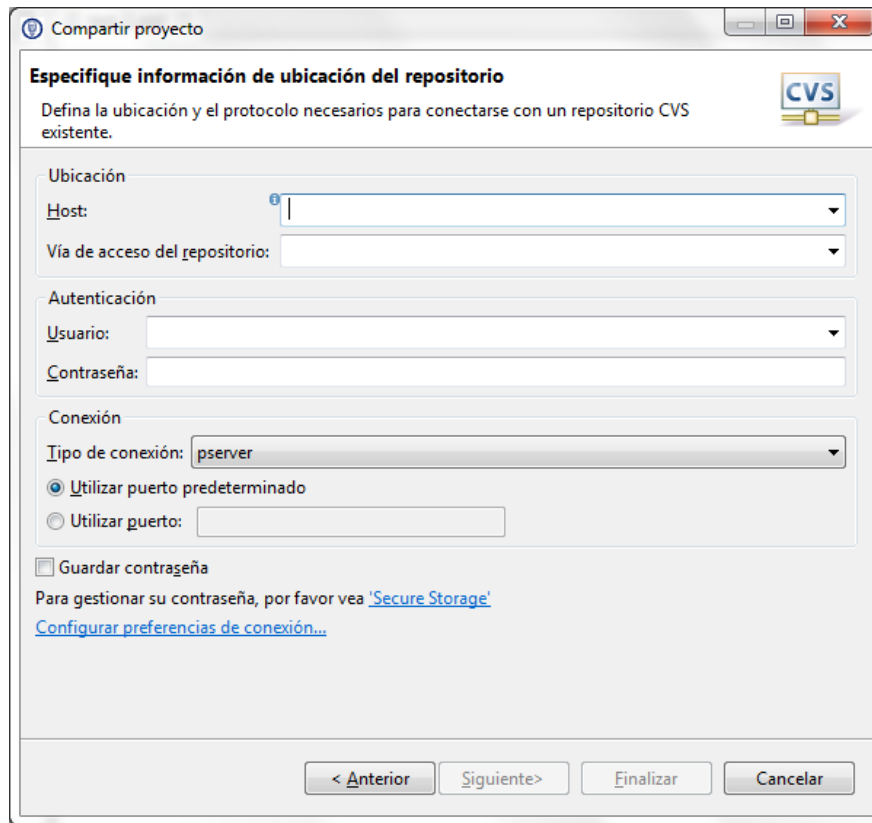 Compartir proyecto
Especifique información de ubicación del repositorio
Defina la ubicación y el protocolo necesarios para conectarse con un repositorio CVS
existente.
CVS
Ubicación
Host:
Vía de acceso del repositorio:
Autenticación
Usuario:
Contraseña:
Conexión
Tipo de conexión: pserver
Utilizar puerto predeterminado
Utilizar puerto:
Guardar contraseña
Para gestionar su contraseña, por favor vea 'Secure Storage'
Configurar preferencias de conexión...
< Anterior Siguiente> Finalizar Cancelar